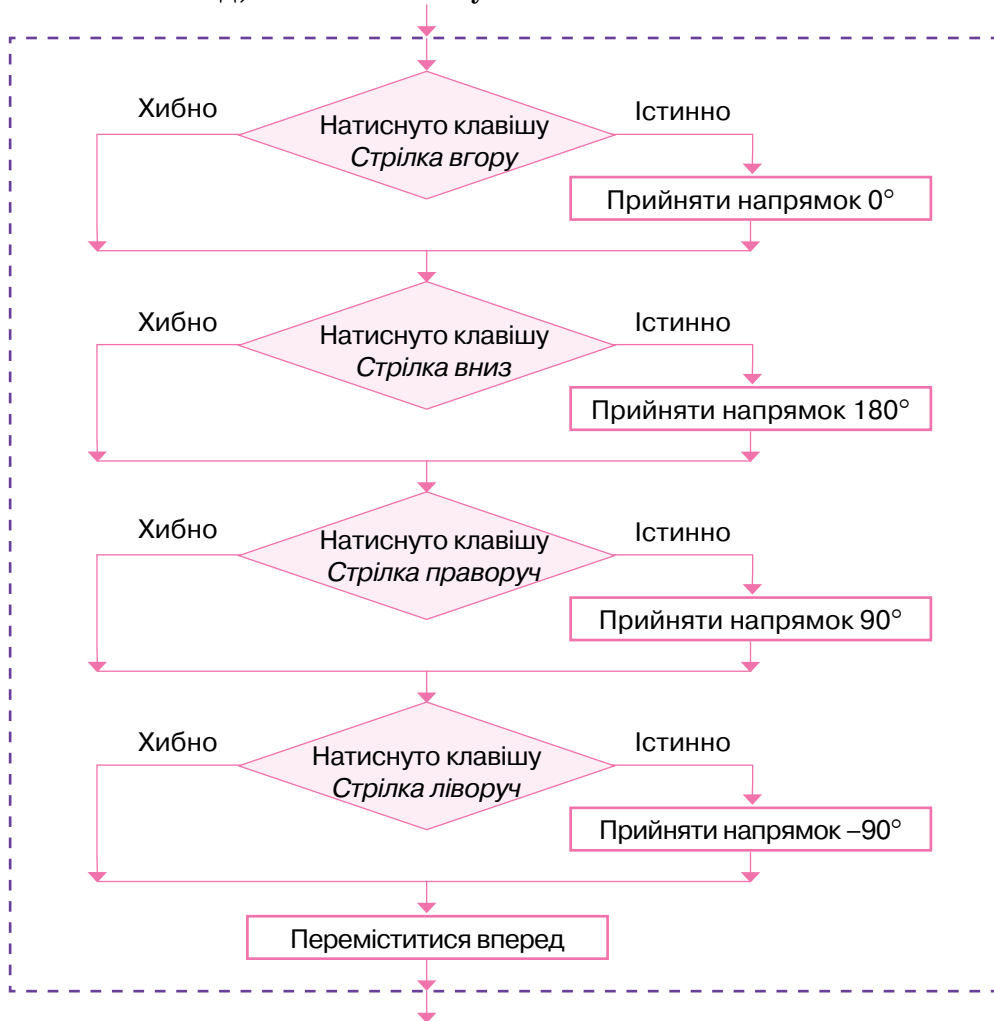 Хибно
Істинно
Натиснуто клавішу
Стрілка вгору
Прийняти напрямок 0°
Хибно
Істинно
Натиснуто клавішу
Стрілка вниз
Прийняти напрямок 180°
Хибно
Істинно
Натиснуто клавішу
Стрілка праворуч
Прийняти напрямок 90°
Хибно
Істинно
Натиснуто клавішу
Стрілка ліворуч
Прийняти напрямок –90°
Переміститися вперед